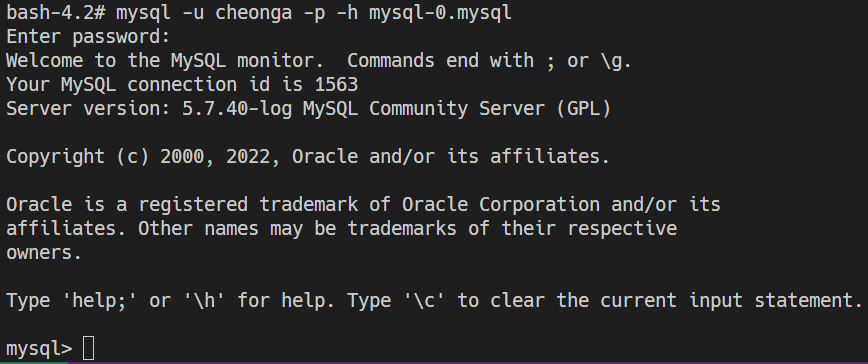 bash-4.2# mysql -u cheonga -p -h mysql-0.mysql
Enter password:
Welcome to the MySQL monitor.  Commands end with ; or \g.
Your MySQL connection id is 1563
Server version: 5.7.40-log MySQL Community Server (GPL)

Copyright (c) 2000, 2022, Oracle and/or its affiliates.

Oracle is a registered trademark of Oracle Corporation and/or its
affiliates. Other names may be trademarks of their respective
owners.

Type 'help;' or '\h' for help. Type '\c' to clear the current input statement.

mysql>